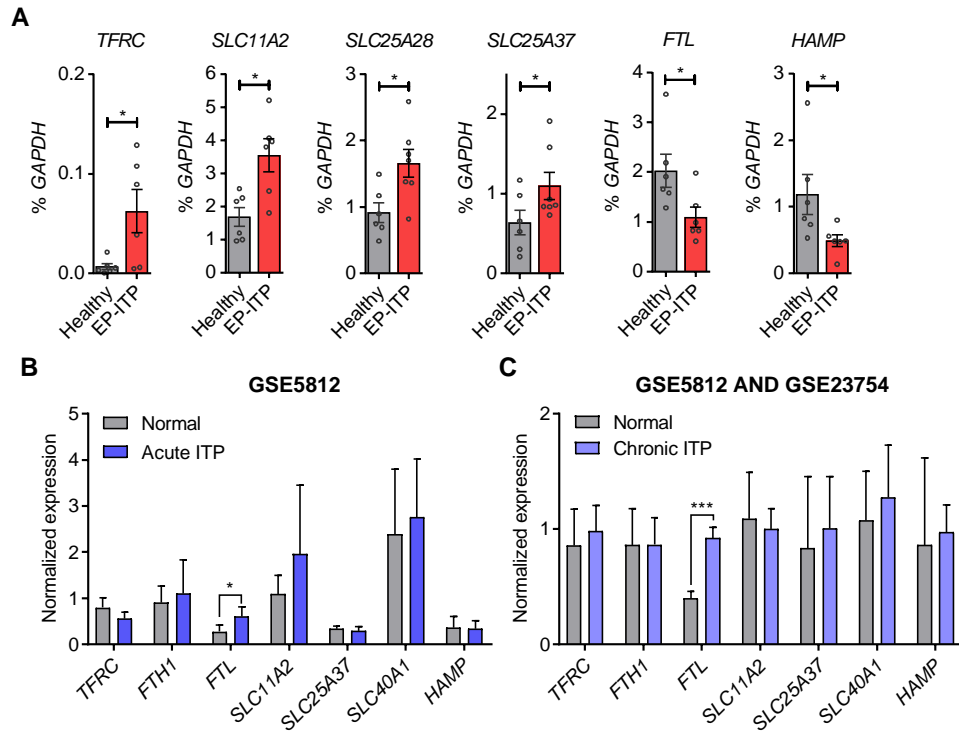 A
TFRC SLC11A2 SLC25A28 SLC25A37 FTL HAMP
% GAPDH
0.2
0.1
0.0
*
Healthy
EP-ITP
% GAPDH
6
5
4
3
2
1
0
*
Healthy
EP-ITP
% GAPDH
3
2
1
0
*
Healthy
EP-ITP
% GAPDH
3
2
1
0
*
Healthy
EP-ITP
% GAPDH
4
3
2
1
0
*
Healthy
EP-ITP
% GAPDH
3
2
1
0
*
Healthy
EP-ITP
B
GSE5812
Normal
Acute ITP
Normalized expression
5
4
3
2
1
0
*
TFRC
FTH1
FTL
SLC11A2
SLC25A37
SLC40A1
HAMP
C
GSE5812 AND GSE23754
Normal
Chronic ITP
Normalized expression
2
1
0
***
TFRC
FTH1
FTL
SLC11A2
SLC25A37
SLC40A1
HAMP